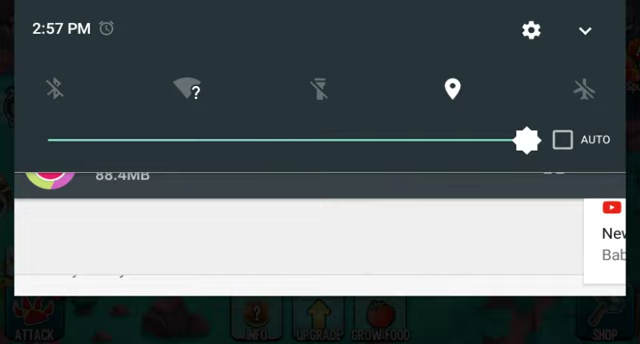 2:57 PM
?
AUTO
88.4MB
New
Bab
?
ATTACK
INFO
UPGRADE
GROW FOOD
SHOP